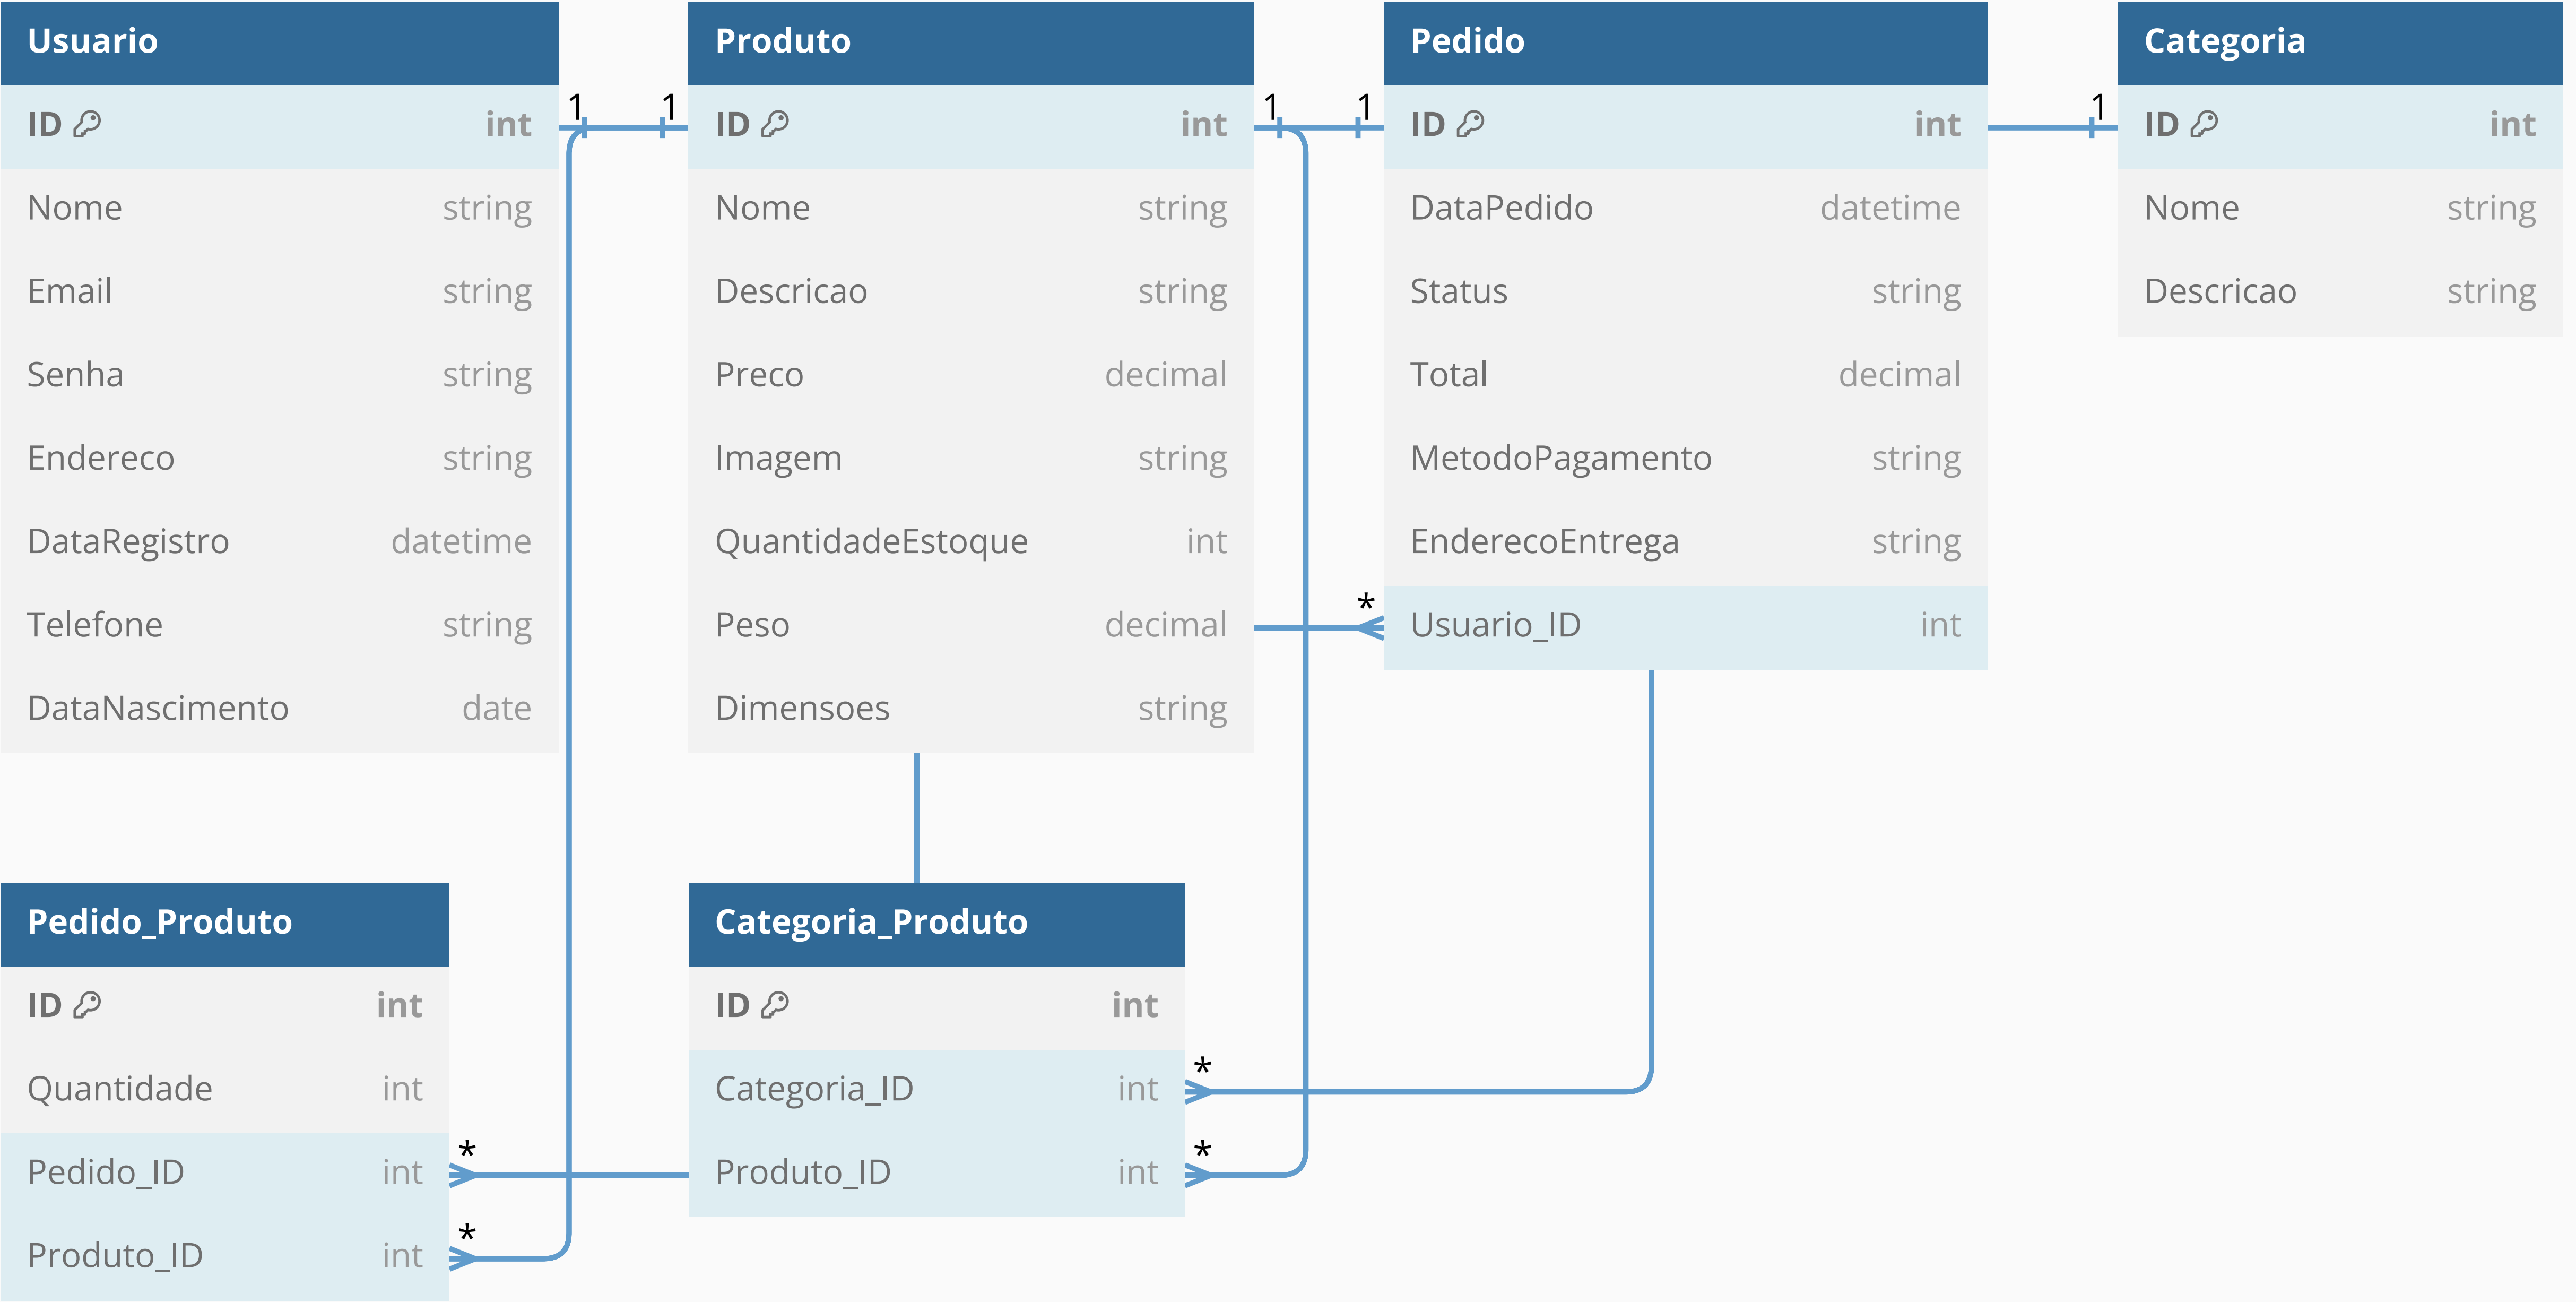 Usuario
ID int
Nome string
Email string
Senha string
Endereco string
DataRegistro datetime
Telefone string
DataNascimento date
1 1
Produto
ID int
Nome string
Descricao string
Preco decimal
Imagem string
QuantidadeEstoque int
Peso decimal
Dimensoes string
1 1
*
Pedido
ID int
DataPedido datetime
Status string
Total decimal
MetodoPagamento string
EnderecoEntrega string
Usuario_ID int
1
Categoria
ID int
Nome string
Descricao string
Pedido_Produto
ID int
Quantidade int
Pedido_ID int *
Produto_ID int *
Categoria_Produto
ID int
Categoria_ID int *
Produto_ID int *